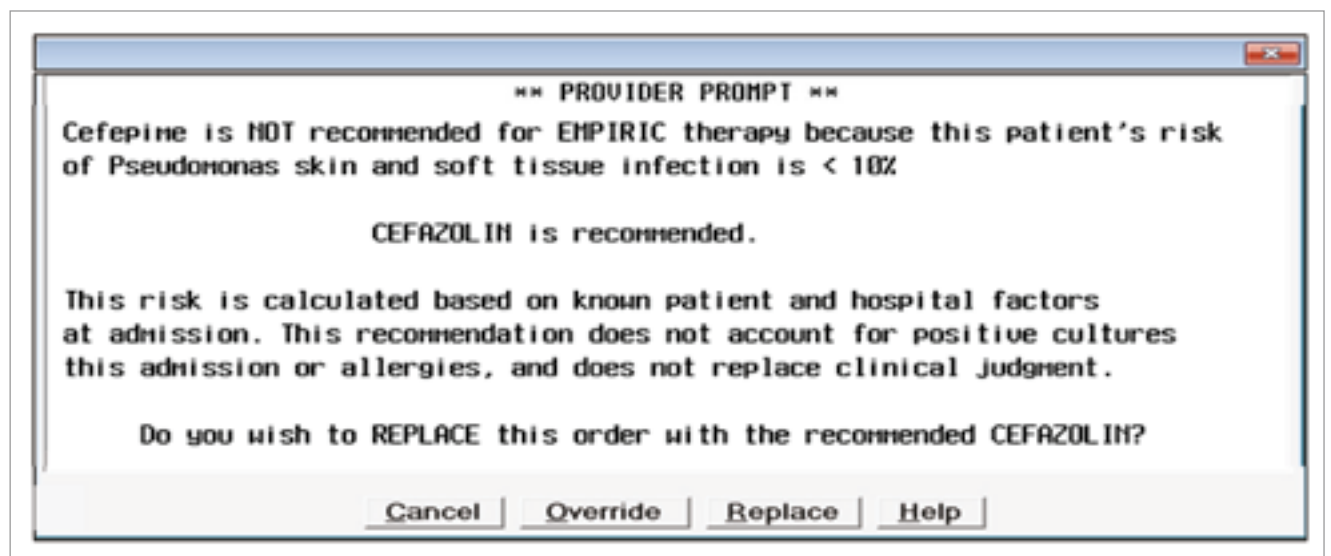 ** PROVIDER PROMPT **
Cefepime is NOT recommended for EMPIRIC therapy because this patient's risk
of Pseudomonas skin and soft tissue infection is < 10%
CEFAZOLIN is recommended.
This risk is calculated based on known patient and hospital factors
at admission. This recommendation does not account for positive cultures
this admission or allergies, and does not replace clinical judgment.
Do you wish to REPLACE this order with the recommended CEFAZOLIN?
Cancel Override Replace Help